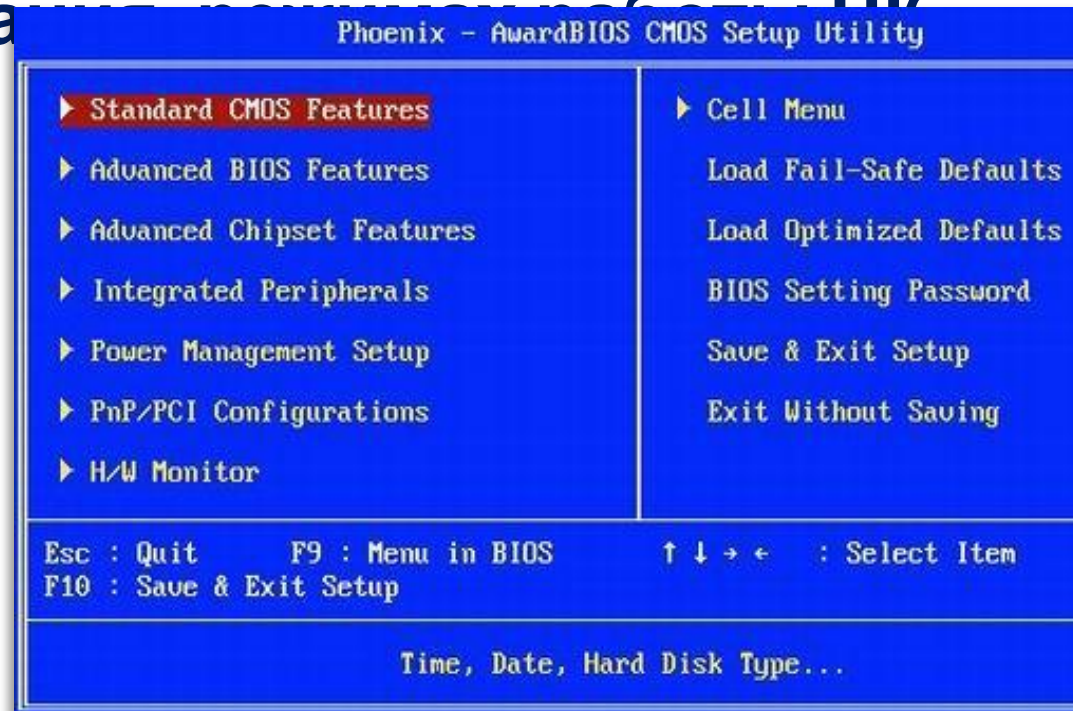 Phoenix - AwardBIOS CMOS Setup Utility
Standard CMOS Features
Advanced BIOS Features
Advanced Chipset Features
Integrated Peripherals
Power Management Setup
PnP/PCI Configurations
H/W Monitor
Cell Menu
Load Fail-Safe Defaults
Load Optimized Defaults
BIOS Setting Password
Save & Exit Setup
Exit Without Saving
Esc : Quit F9 : Menu in BIOS ↑ ↓ → ← : Select Item
F10 : Save & Exit Setup
Time, Date, Hard Disk Type...